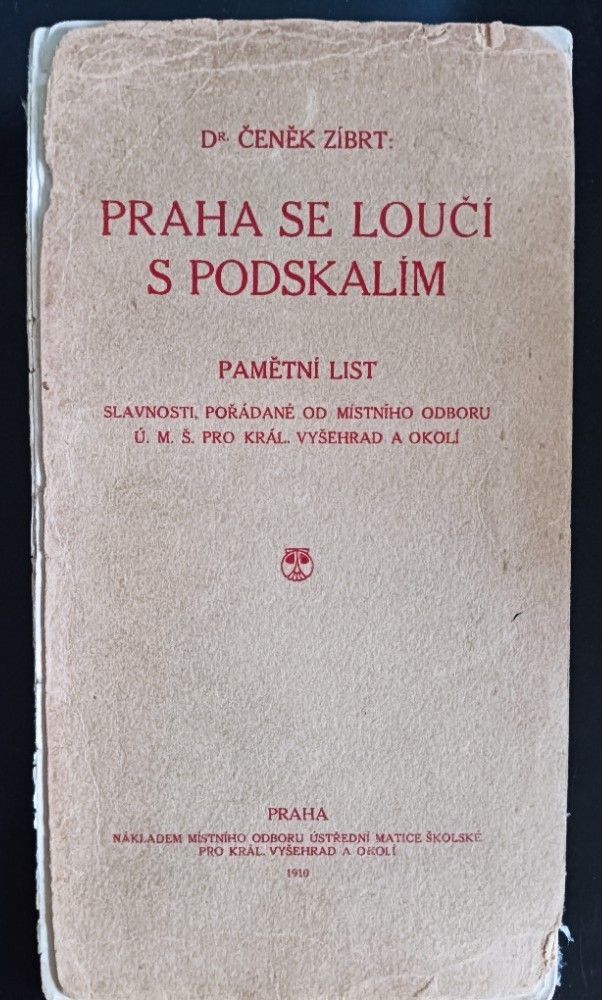 Dr. ČENĚK ZÍBRT:
PRAHA SE LOUČÍ
S PODSKALÍM
PAMĚTNÍ LIST
SLAVNOSTI, POŘÁDANÉ OD MÍSTNÍHO ODBORU
Ú. M. Š. PRO KRÁL. VYŠEHRAD A OKOLÍ
PRAHA
NÁKLADEM MÍSTNÍHO ODBORU ÚSTŘEDNÍ MATICE ŠKOLSKÉ
PRO KRÁL. VYŠEHRAD A OKOLÍ
1910